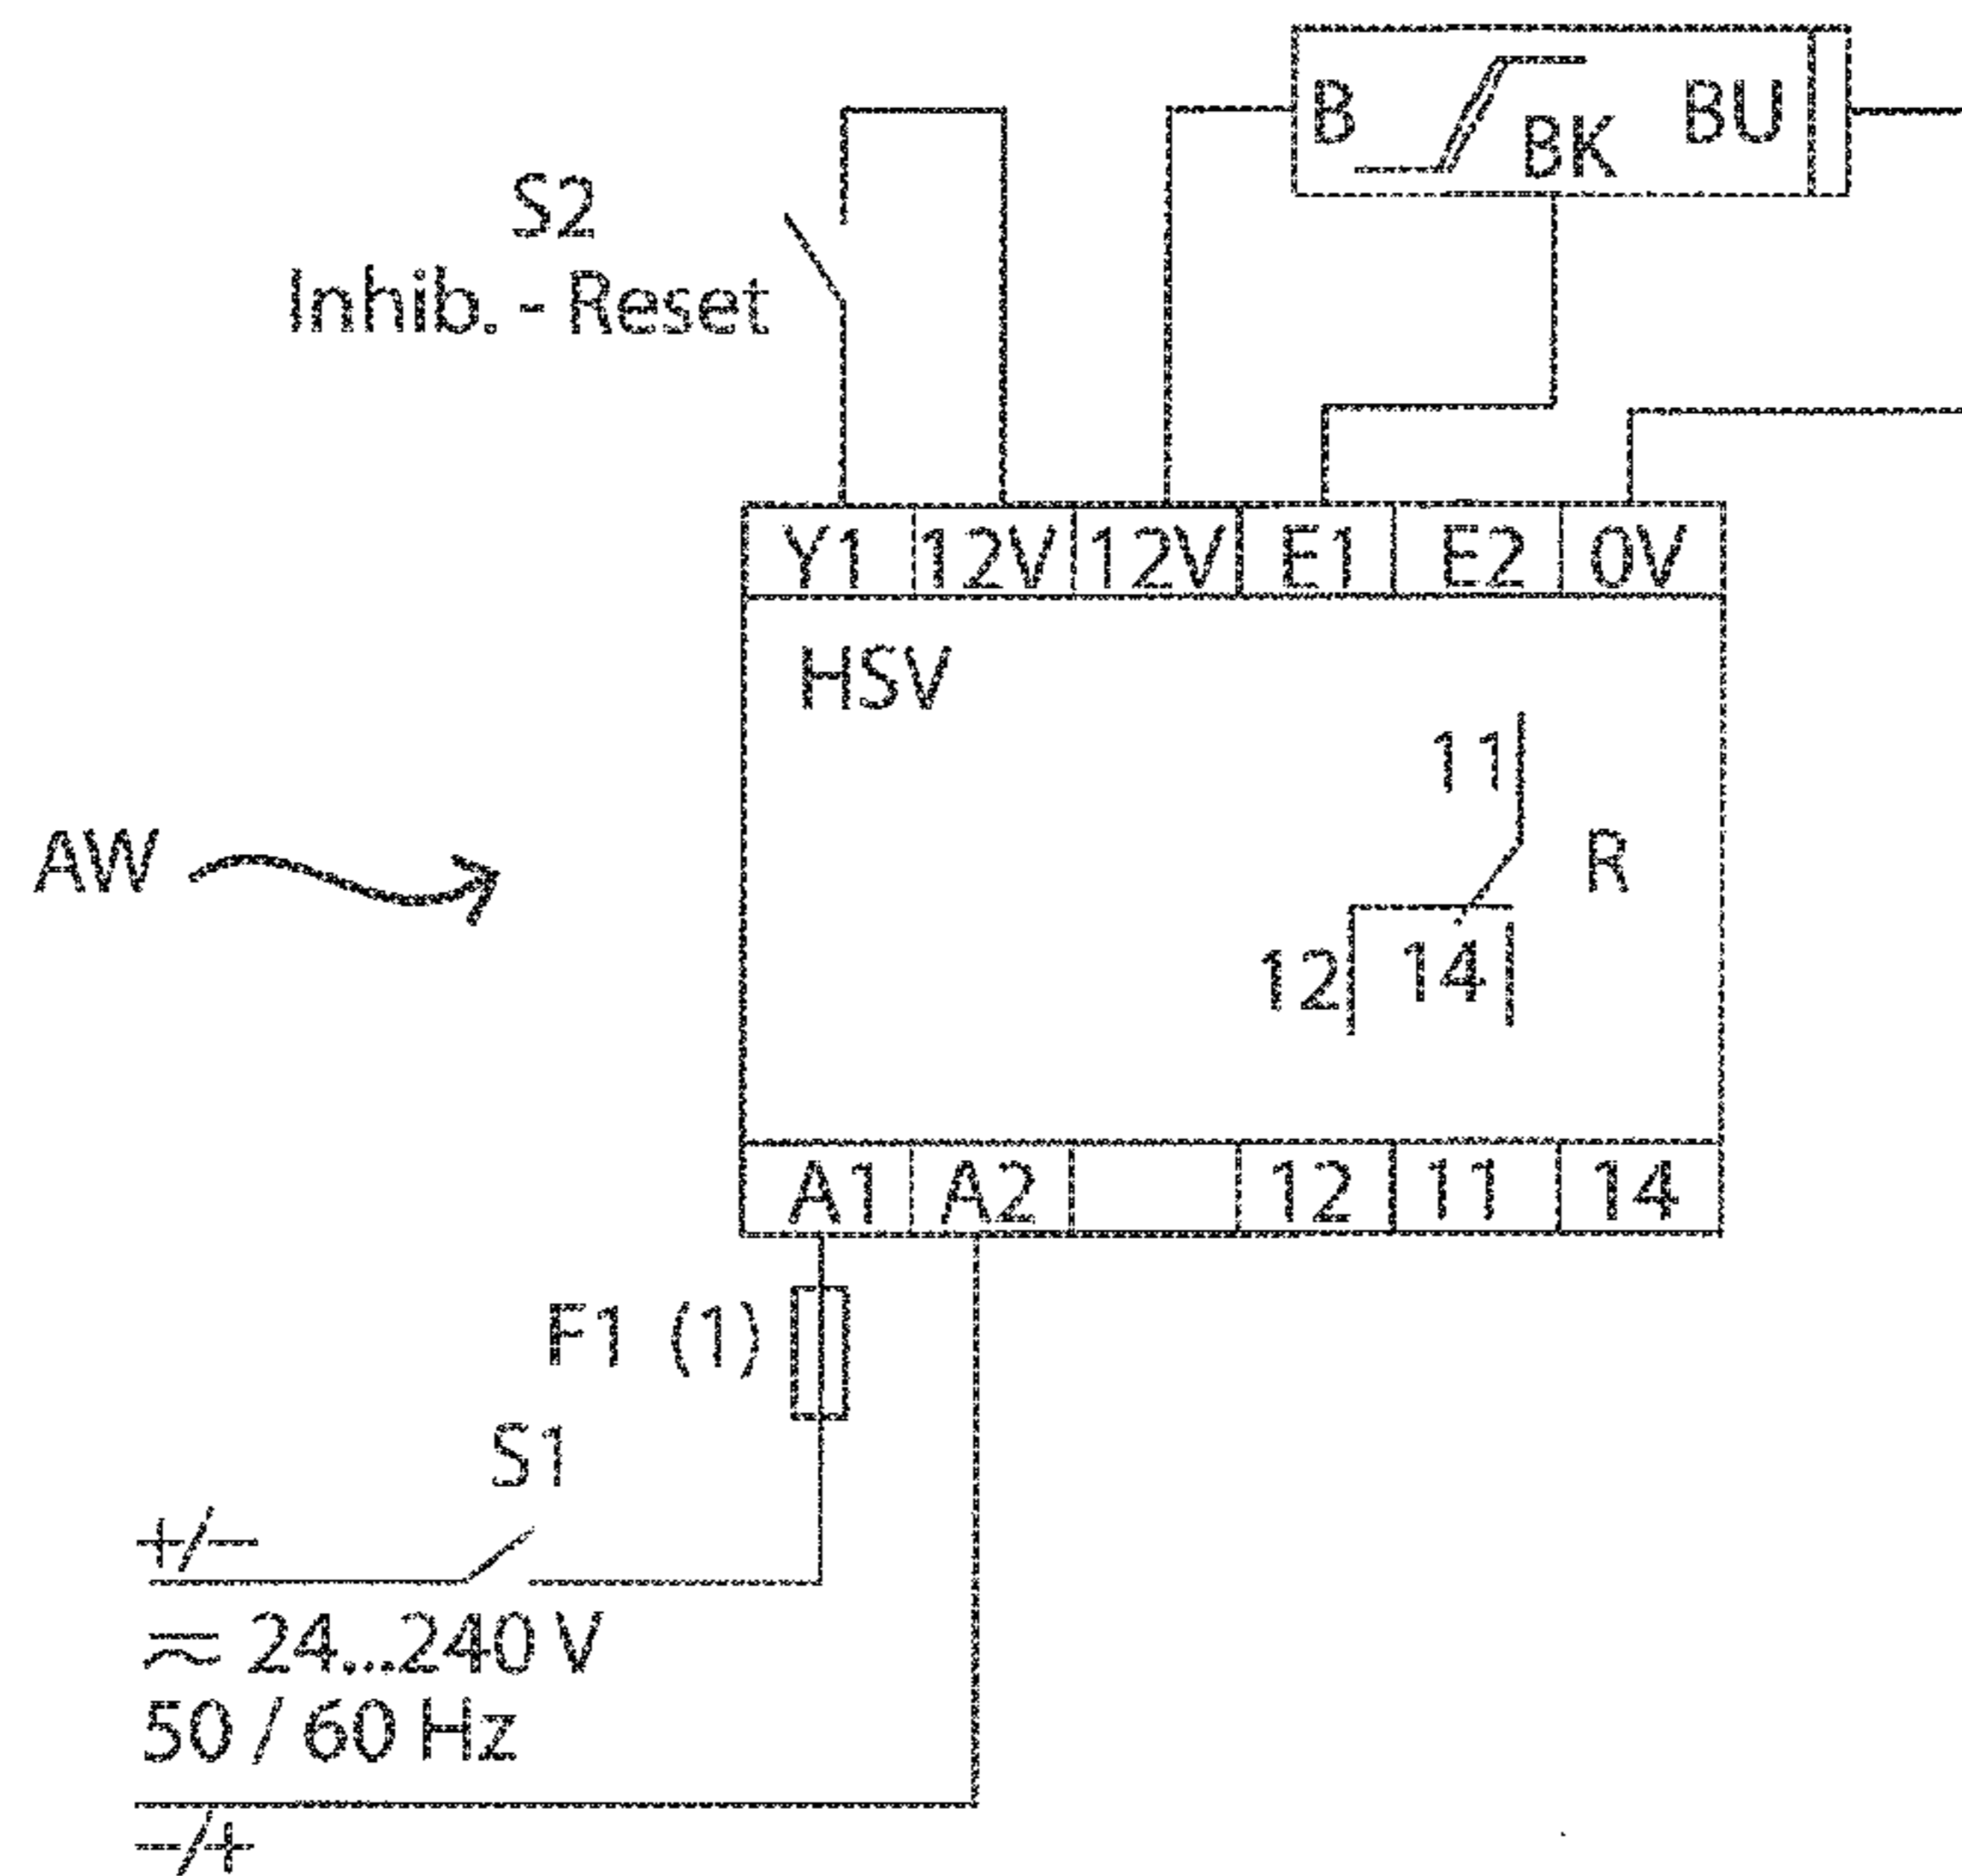 B BK BU
S2
Inhib. - Reset
Y1 12V 12V E1 E2 0V
HSV
11
AW
R
12 14
A1 A2 12 11 14
F1 (1)
S1
+/−
≂ 24...240 V
50 / 60 Hz
−/+